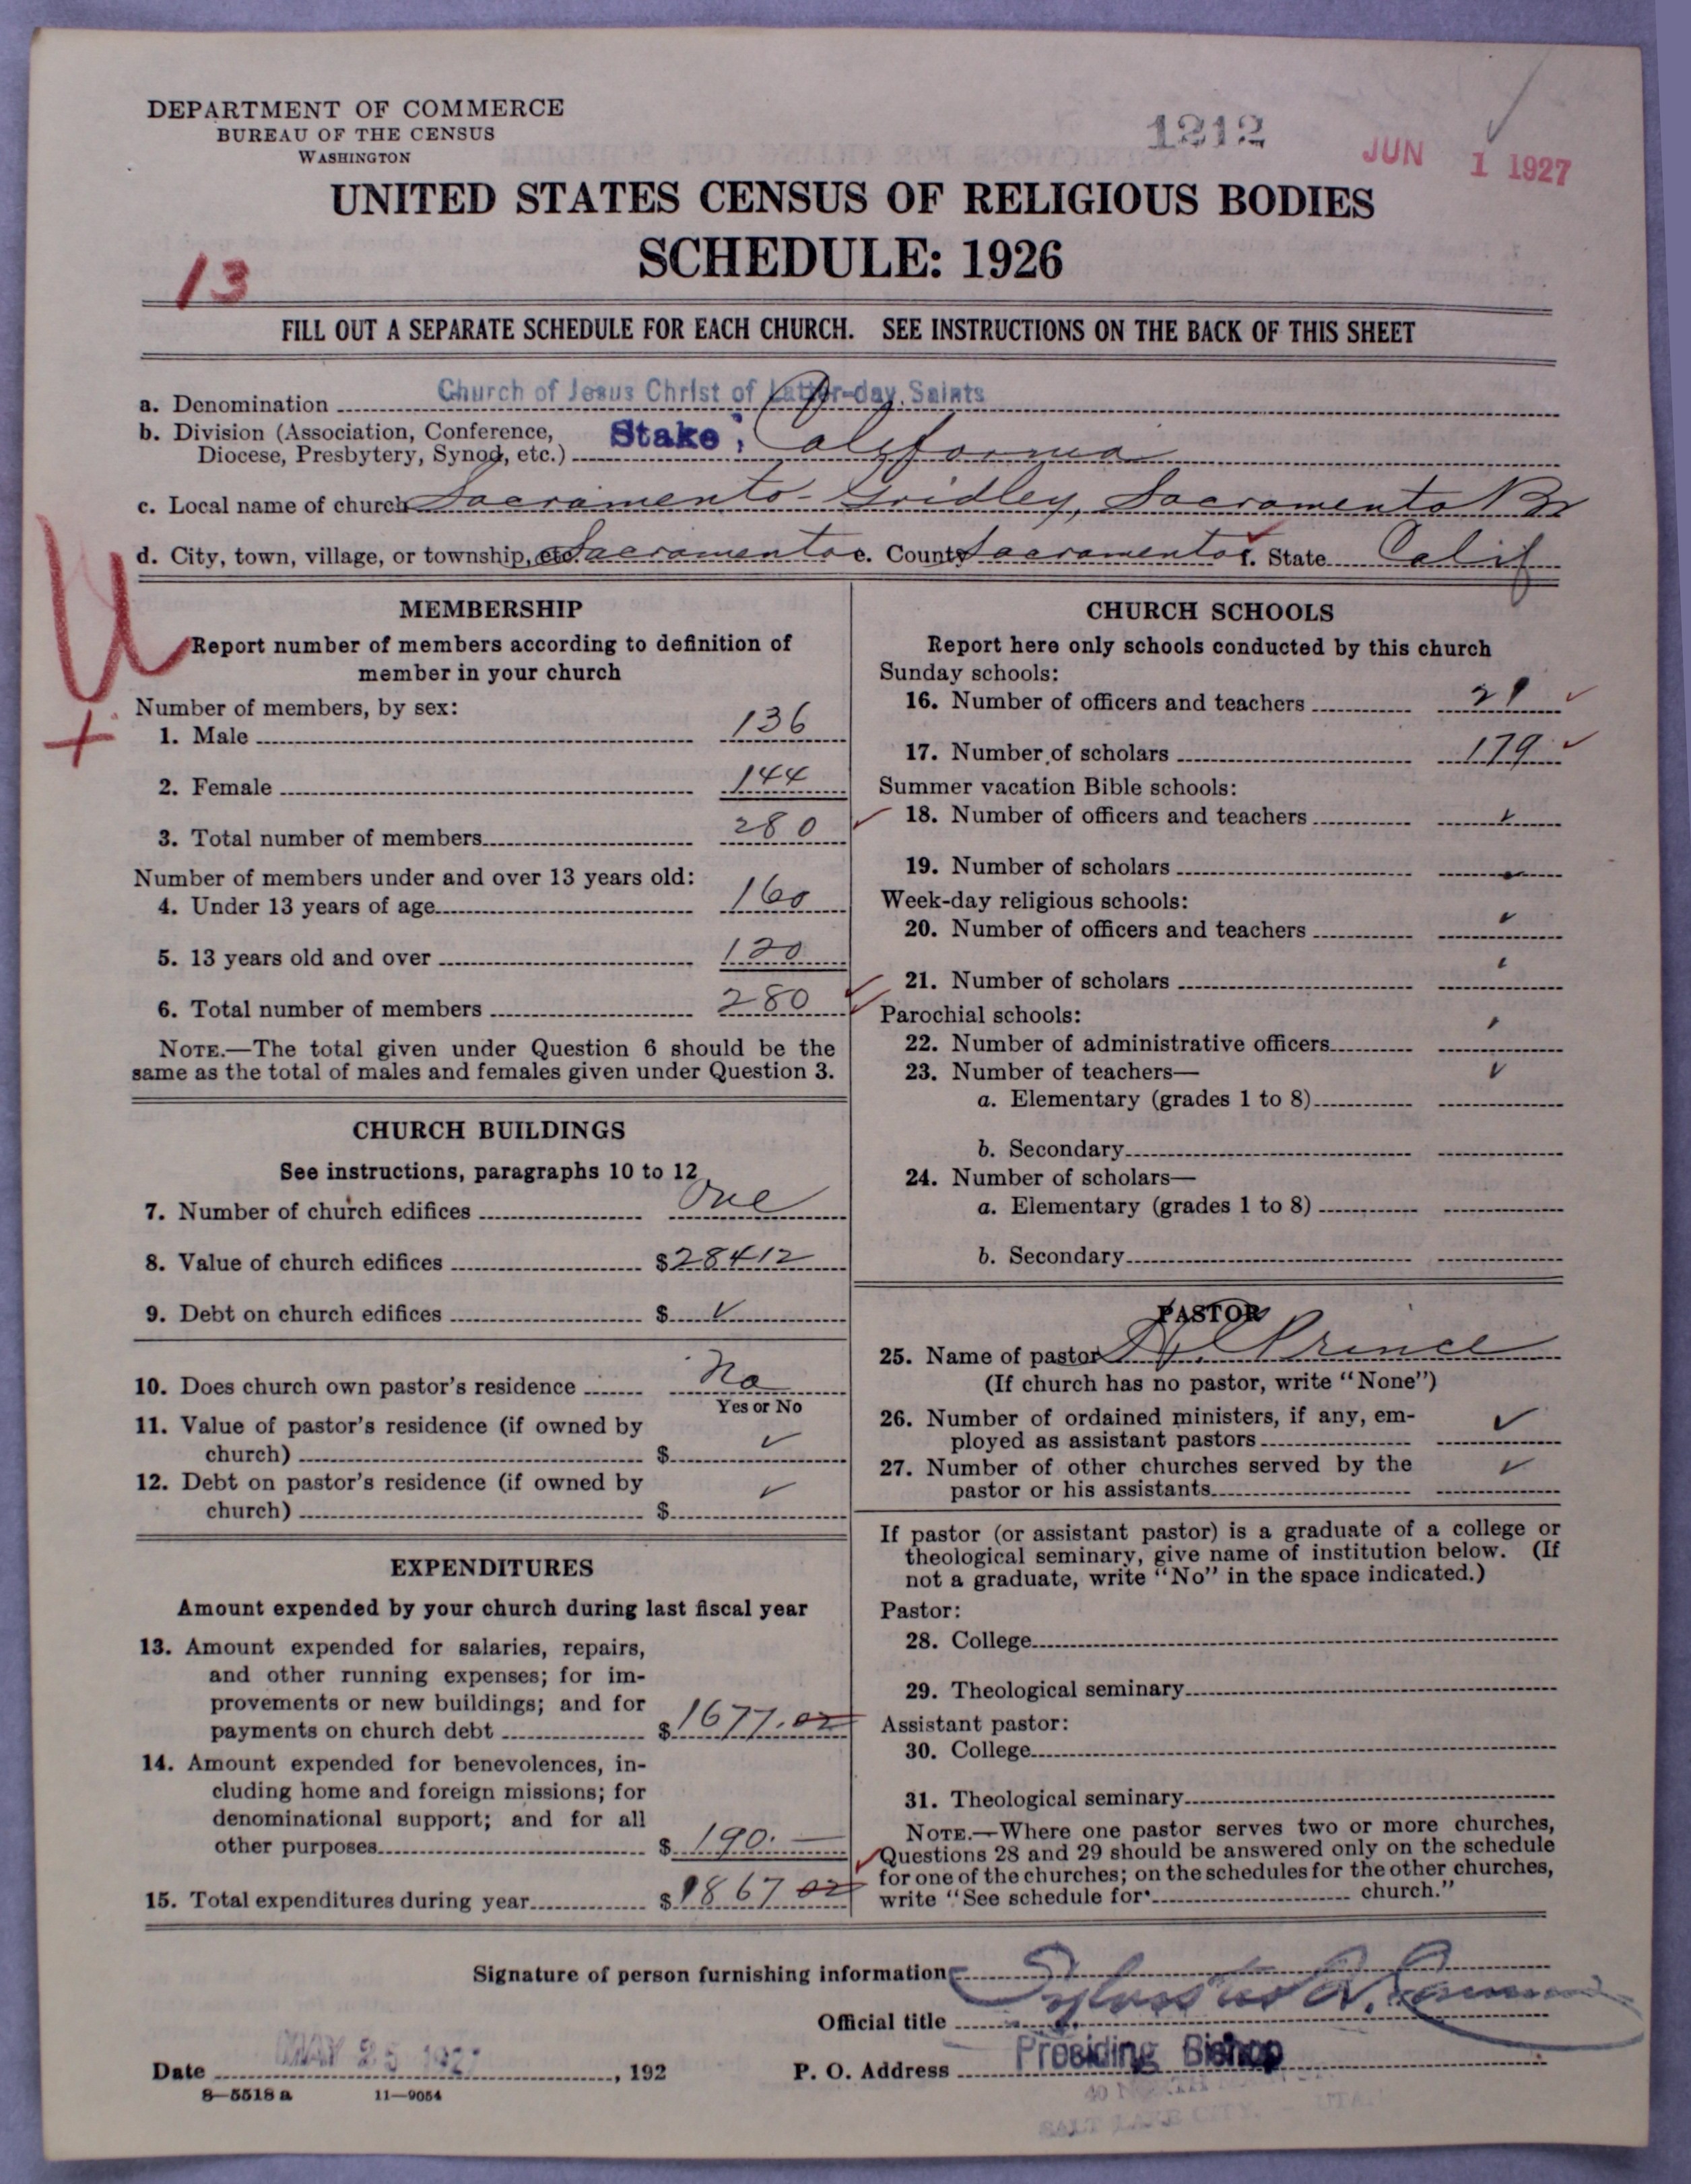 DEPARTMENT OF COMMERCE
BUREAU OF THE CENSUS
WASHINGTON
1212
JUN 1 1927
UNITED STATES CENSUS OF RELIGIOUS BODIES
SCHEDULE: 1926
13
FILL OUT A SEPARATE SCHEDULE FOR EACH CHURCH. SEE INSTRUCTIONS ON THE BACK OF THIS SHEET
a. Denomination Church of Jesus Christ of Latter-day Saints
b. Division (Association, Conference, Diocese, Presbytery, Synod, etc.) Stake: California
c. Local name of church Sacramento-Gridley, Sacramento Br
d. City, town, village, or township, etc. Sacramento e. County Sacramento f. State Calif
U
+
MEMBERSHIP
Report number of members according to definition of
member in your church
Number of members, by sex:
1. Male 136
2. Female 144
3. Total number of members 280
Number of members under and over 13 years old:
4. Under 13 years of age 160
5. 13 years old and over 120
6. Total number of members 280
NOTE.—The total given under Question 6 should be the
same as the total of males and females given under Question 3.
CHURCH BUILDINGS
See instructions, paragraphs 10 to 12
7. Number of church edifices One
8. Value of church edifices $28412
9. Debt on church edifices $
10. Does church own pastor's residence No
Yes or No
11. Value of pastor's residence (if owned by
church) $
12. Debt on pastor's residence (if owned by
church) $
EXPENDITURES
Amount expended by your church during last fiscal year
13. Amount expended for salaries, repairs,
and other running expenses; for im-
provements or new buildings; and for
payments on church debt $1677.02
14. Amount expended for benevolences, in-
cluding home and foreign missions; for
denominational support; and for all
other purposes $190.—
15. Total expenditures during year $1867 02
CHURCH SCHOOLS
Report here only schools conducted by this church
Sunday schools:
16. Number of officers and teachers 21
17. Number of scholars 179
Summer vacation Bible schools:
18. Number of officers and teachers
19. Number of scholars
Week-day religious schools:
20. Number of officers and teachers
21. Number of scholars
Parochial schools:
22. Number of administrative officers
23. Number of teachers—
a. Elementary (grades 1 to 8)
b. Secondary
24. Number of scholars—
a. Elementary (grades 1 to 8)
b. Secondary
PASTOR
25. Name of pastor Prince
(If church has no pastor, write "None")
26. Number of ordained ministers, if any, em-
ployed as assistant pastors
27. Number of other churches served by the
pastor or his assistants
If pastor (or assistant pastor) is a graduate of a college or
theological seminary, give name of institution below. (If
not a graduate, write "No" in the space indicated.)
Pastor:
28. College
29. Theological seminary
Assistant pastor:
30. College
31. Theological seminary
NOTE.—Where one pastor serves two or more churches,
Questions 28 and 29 should be answered only on the schedule
for one of the churches; on the schedules for the other churches,
write "See schedule for church."
Signature of person furnishing information Sylvester Q. Cannon
Official title
Presiding Bishop
Date MAY 25 1927, 192
P. O. Address
SALT LAKE CITY, UTAH
8—5518 a 11—9054